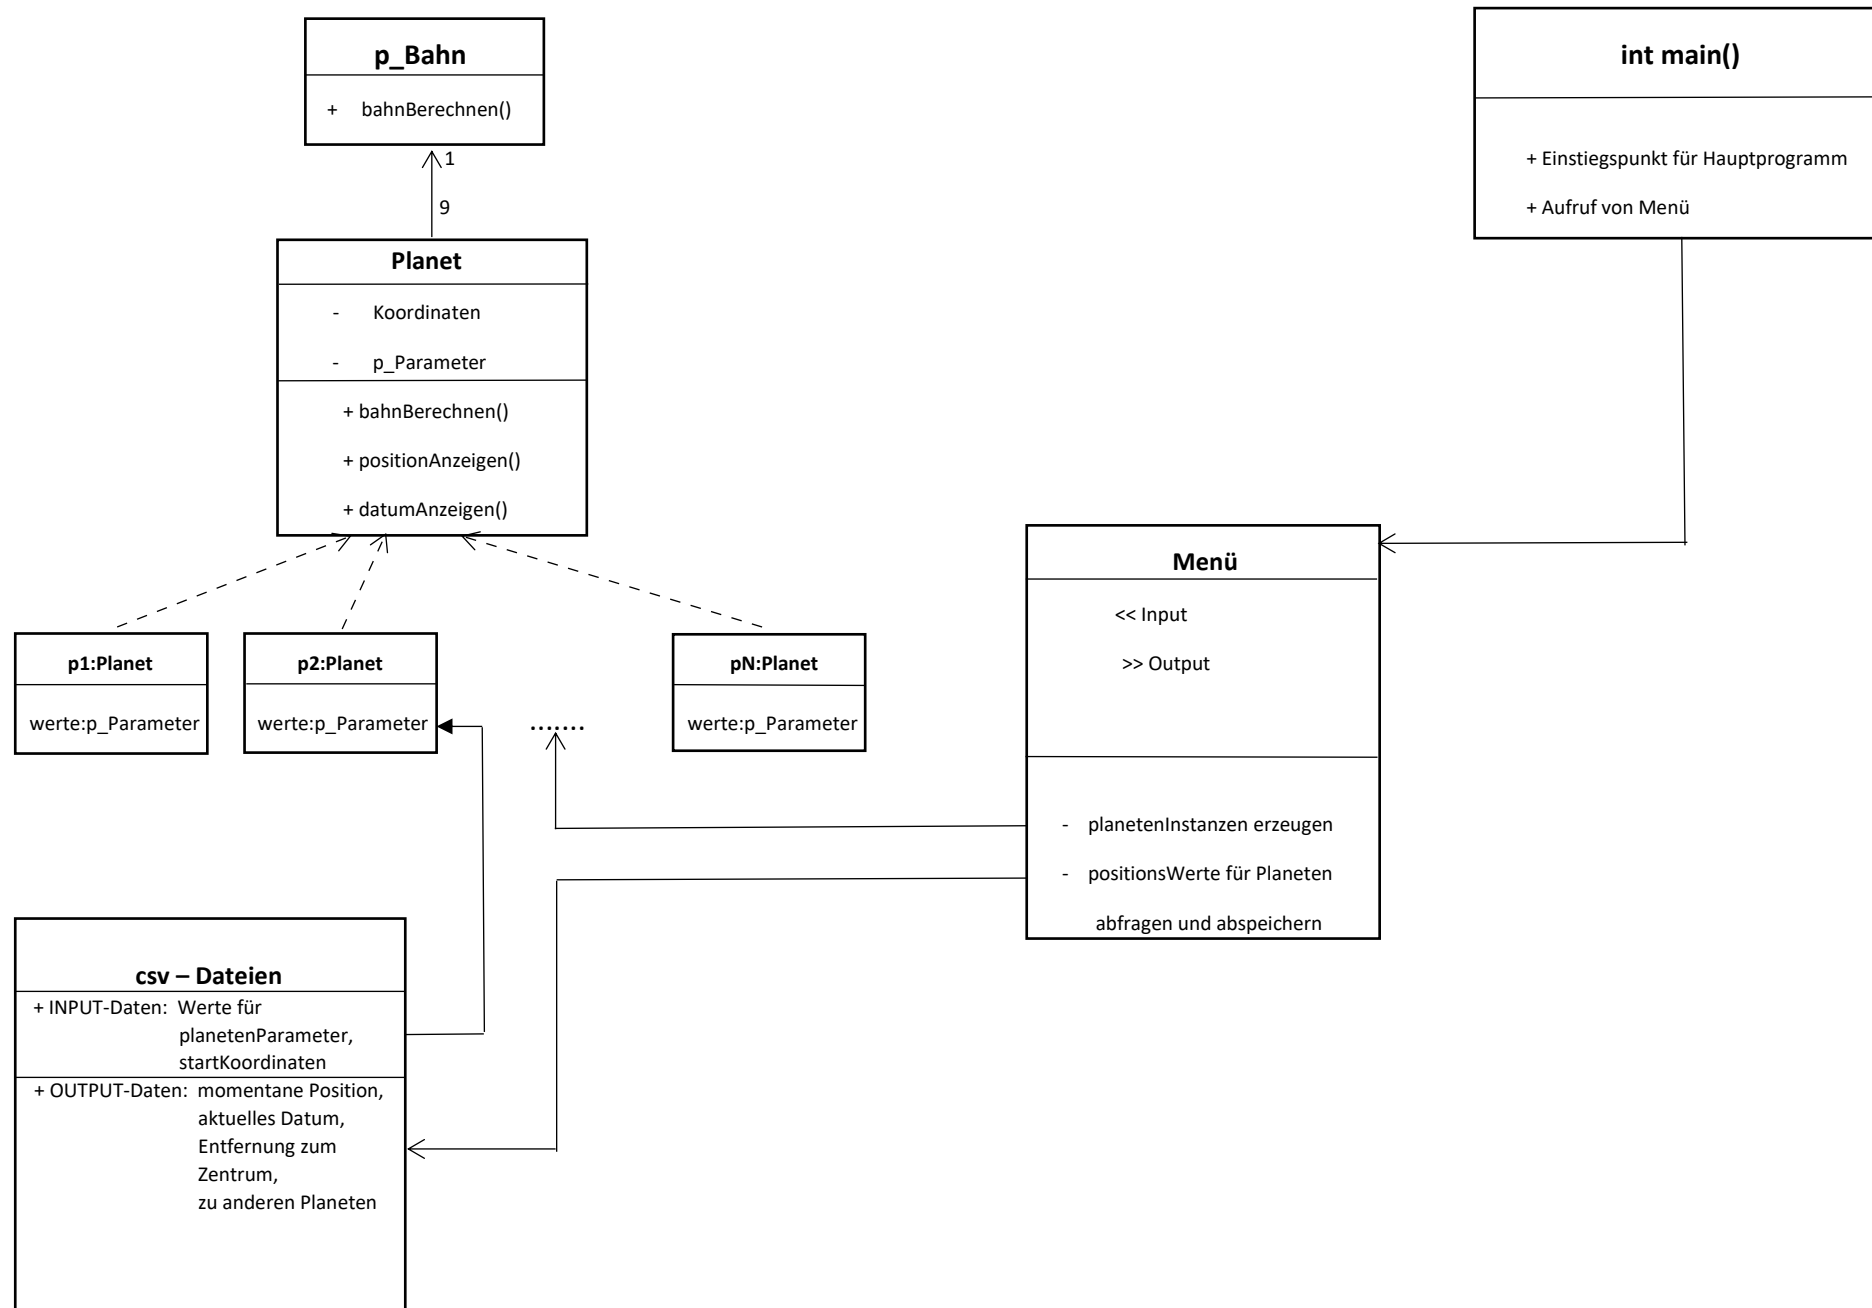 p_Bahn
+ bahnBerechnen()
1
9
Planet
- Koordinaten
- p_Parameter
+ bahnBerechnen()
+ positionAnzeigen()
+ datumAnzeigen()
p1:Planet
werte:p_Parameter
p2:Planet
werte:p_Parameter
.......
pN:Planet
werte:p_Parameter
int main()
+ Einstiegspunkt für Hauptprogramm
+ Aufruf von Menü
Menü
<< Input
>> Output
- planetenInstanzen erzeugen
- positionsWerte für Planeten
abfragen und abspeichern
csv – Dateien
+ INPUT-Daten: Werte für
planetenParameter,
startKoordinaten
+ OUTPUT-Daten: momentane Position,
aktuelles Datum,
Entfernung zum
Zentrum,
zu anderen Planeten